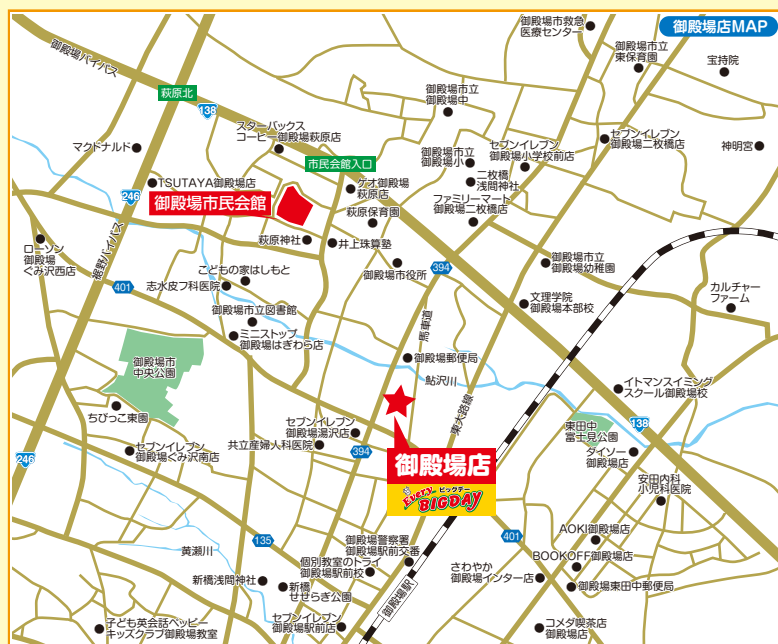 御殿場店MAP
御殿場市救急
医療センター
御殿場バイパス
御殿場市立
東保育園
宝持院
萩原北
138
御殿場市立
御殿場中
スターバックス
コーヒー御殿場萩原店
マクドナルド
市民会館入口
御殿場市立
御殿場小
セブンイレブン
御殿場小学校前店
セブンイレブン
御殿場二枚橋店
神明宮
246
TSUTAYA御殿場店
ゲオ御殿場
萩原店
二枚橋
浅間神社
御殿場市民会館
萩原保育園
ファミリーマート
御殿場二枚橋店
ローソン
御殿場
ぐみ沢西店
裾野バイパス
萩原神社
井上珠算塾
御殿場市役所
394
御殿場市立
御殿場幼稚園
401
こどもの家はしもと
志水皮フ科医院
カルチャー
ファーム
御殿場市立図書館
文理学院
御殿場本部校
ミニストップ
御殿場はぎわら店
馬車道
御殿場市
中央公園
御殿場郵便局
鮎沢川
イトマンスイミング
スクール御殿場校
ちびっこ東園
東大路線
セブンイレブン
御殿場湯沢店
東田中
富士見公園
138
共立産婦人科医院
394
セブンイレブン
御殿場ぐみ沢南店
246
ダイソー
御殿場店
御殿場店
Every
ビッグデー
BIGDAY
安田内科
小児科医院
135
401
AOKI御殿場店
黄瀬川
御殿場警察署
御殿場駅前交番
BOOKOFF御殿場店
個別教室のトライ
御殿場駅前校
さわやか
御殿場インター店
新橋浅間神社
新橋
せせらぎ公園
御殿場駅
御殿場東田中郵便局
子ども英会話ペッピー
キッズクラブ御殿場教室
セブンイレブン
御殿場駅前店
コメダ喫茶店
御殿場店